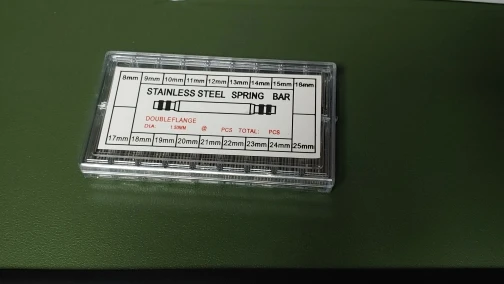 8mm 9mm 10mm 11mm 12mm 13mm 14mm 15mm 16mm
STAINLESS STEEL SPRING BAR
DOUBLEFLANGE
DIA: 1.50MM @ PCS TOTAL: PCS
17mm 18mm 19mm 20mm 21mm 22mm 23mm 24mm 25mm